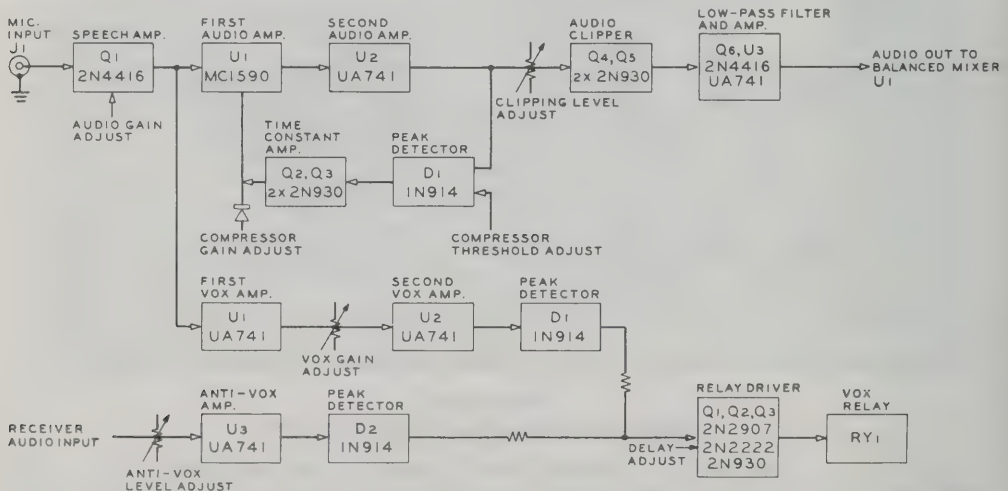 MIC.
INPUT
J1
SPEECH AMP.
Q1
2N4416
AUDIO GAIN
ADJUST
FIRST
AUDIO AMP.
U1
MC1590
SECOND
AUDIO AMP.
U2
UA741
CLIPPING LEVEL
ADJUST
AUDIO
CLIPPER
Q4, Q5
2x 2N930
LOW-PASS FILTER
AND AMP.
Q6, U3
2N4416
UA741
AUDIO OUT TO
BALANCED MIXER
U1
TIME
CONSTANT
AMP.
Q2, Q3
2x 2N930
PEAK
DETECTOR
D1
1N914
COMPRESSOR
GAIN ADJUST
COMPRESSOR
THRESHOLD ADJUST
FIRST
VOX AMP.
U1
UA741
VOX GAIN
ADJUST
SECOND
VOX AMP.
U2
UA741
PEAK
DETECTOR
D1
1N914
RECEIVER
AUDIO INPUT
ANTI-VOX
LEVEL ADJUST
ANTI-VOX
AMP.
U3
UA741
PEAK
DETECTOR
D2
1N914
DELAY
ADJUST
RELAY DRIVER
Q1, Q2, Q3
2N2907
2N2222
2N930
VOX
RELAY
RY1